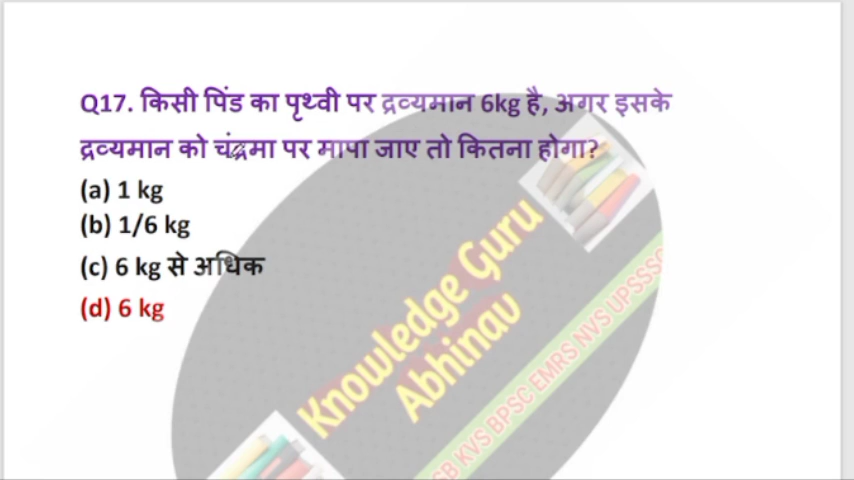 Q17. किसी पिंड का पृथ्वी पर द्रव्यमान 6kg है, अगर इसके
द्रव्यमान को चंद्रमा पर मापा जाए तो कितना होगा?
(a) 1 kg
(b) 1/6 kg
(c) 6 kg से अधिक
(d) 6 kg
Knowledge Guru
Abhinav
KVS BPSC EMRS NVS UPSSSC